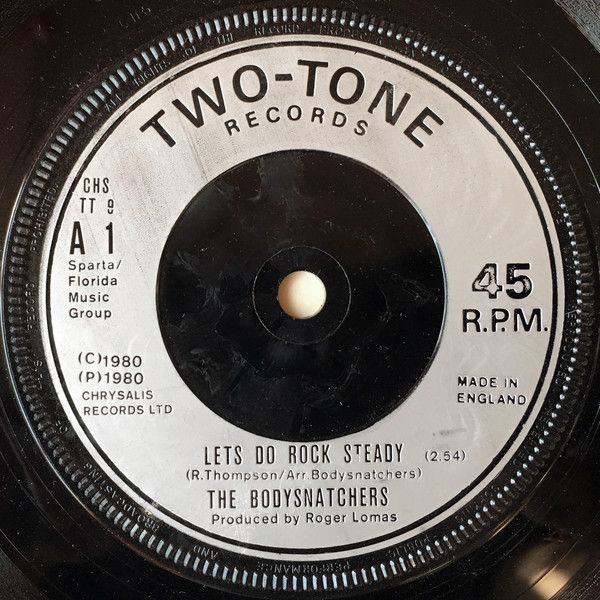 TWO-TONE
RECORDS
CHS
TT 9
A 1
Sparta/
Florida
Music
Group
45
R.P.M.
(C)1980
(P)1980
CHRYSALIS
RECORDS LTD
MADE IN
ENGLAND
LETS DO ROCK STEADY (2.54)
(R.Thompson/Arr.Bodysnatchers)
THE BODYSNATCHERS
Produced by Roger Lomas